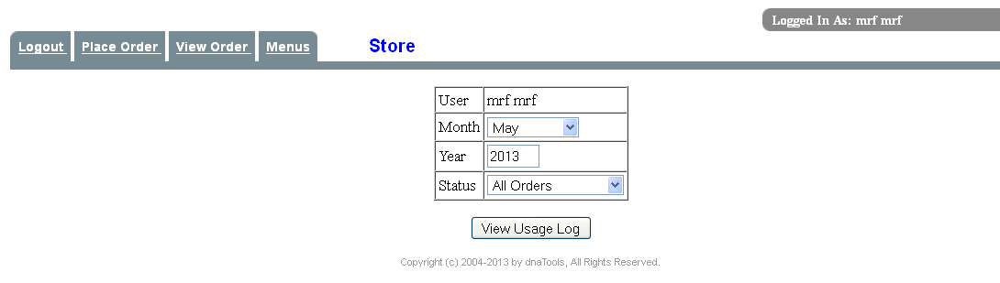 Logged In As: mrf mrf
Logout Place Order View Order Menus Store
User mrf mrf
Month May
Year 2013
Status All Orders
View Usage Log
Copyright (c) 2004-2013 by dnaTools, All Rights Reserved.